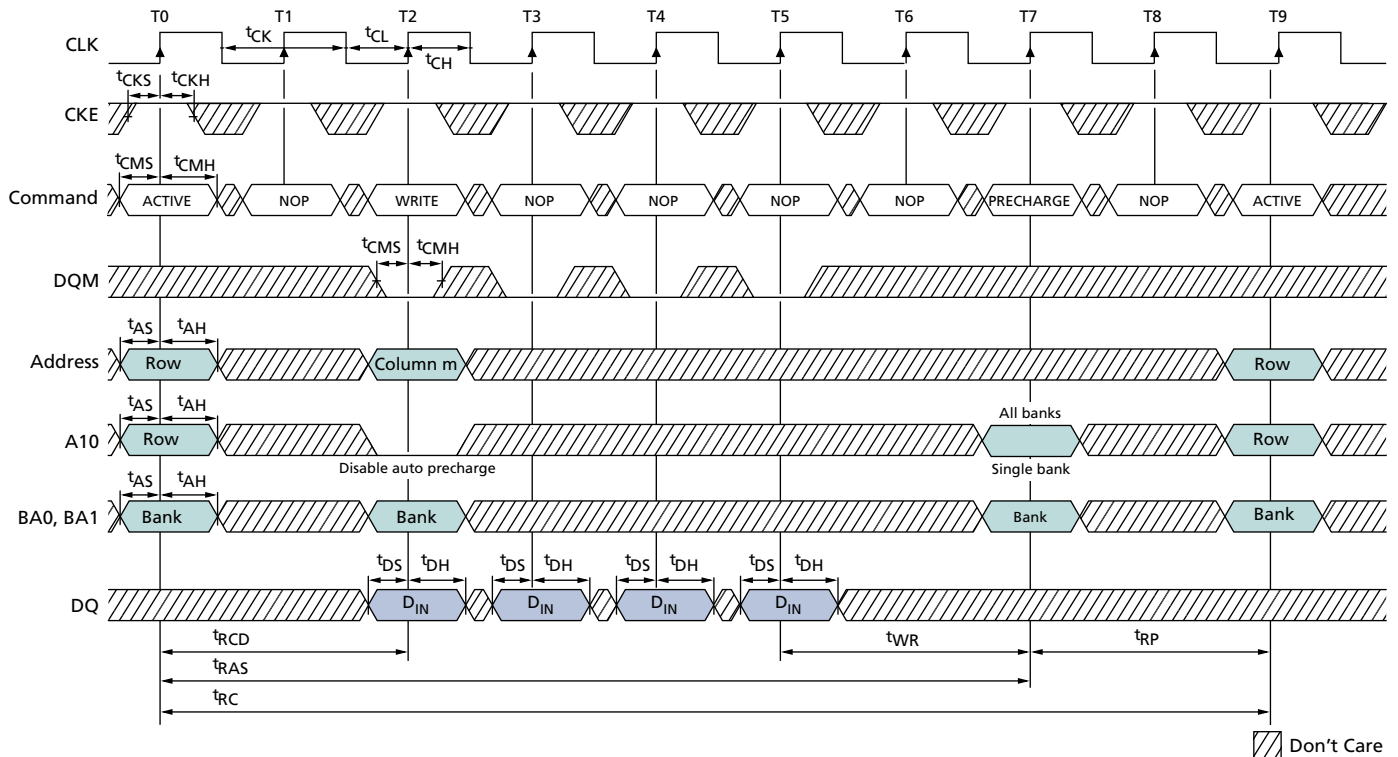 T0 T1 T2 T3 T4 T5 T6 T7 T8 T9
CLK tCK tCL tCH
tCKS tCKH
CKE
tCMS tCMH
Command ACTIVE NOP WRITE NOP NOP NOP NOP PRECHARGE NOP ACTIVE
tCMS tCMH
DQM
tAS tAH
Address Row Column m Row
tAS tAH All banks
A10 Row Row
Disable auto precharge Single bank
tAS tAH
BA0, BA1 Bank Bank Bank Bank
tDS tDH tDS tDH tDS tDH tDS tDH
DQ DIN DIN DIN DIN
tRCD tWR tRP
tRAS
tRC
Don't Care